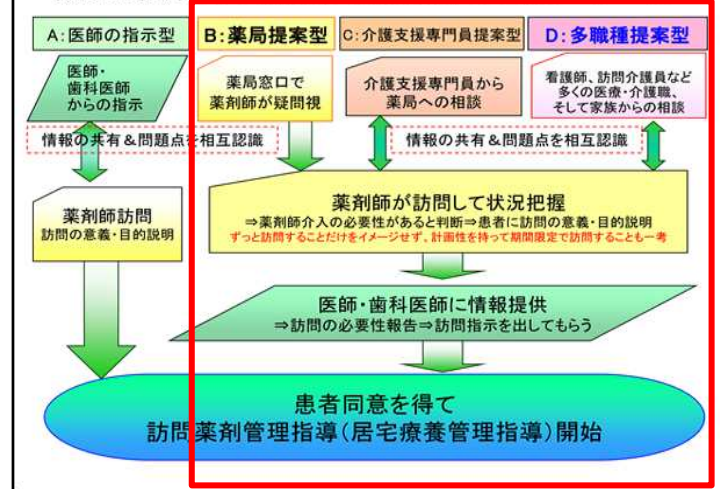 A:医師の指示型
B:薬局提案型
C:介護支援専門員提案型
D:多職種提案型
医師・
歯科医師
からの指示
薬局窓口で
薬剤師が疑問視
介護支援専門員から
薬局への相談
看護師、訪問介護員など
多くの医療・介護職、
そして家族からの相談
情報の共有&問題点を相互認識
情報の共有&問題点を相互認識
薬剤師訪問
訪問の意義・目的説明
薬剤師が訪問して状況把握
⇒薬剤師介入の必要性があると判断⇒患者に訪問の意義・目的説明
ずっと訪問することだけをイメージせず、計画性を持って期間限定で訪問することも一考
医師・歯科医師に情報提供
⇒訪問の必要性報告⇒訪問指示を出してもらう
患者同意を得て
訪問薬剤管理指導(居宅療養管理指導)開始